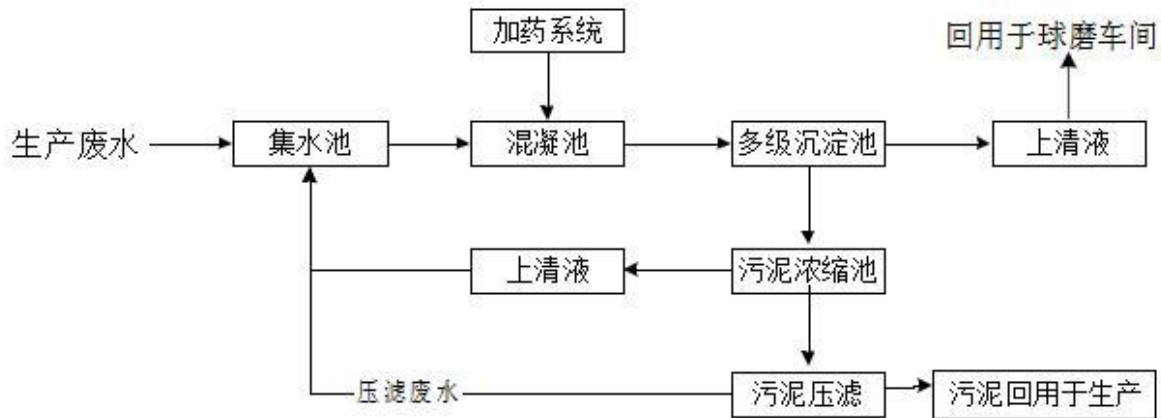 加药系统
回用于球磨车间
生产废水
集水池
混凝池
多级沉淀池
上清液
上清液
污泥浓缩池
压滤废水
污泥压滤
污泥回用于生产